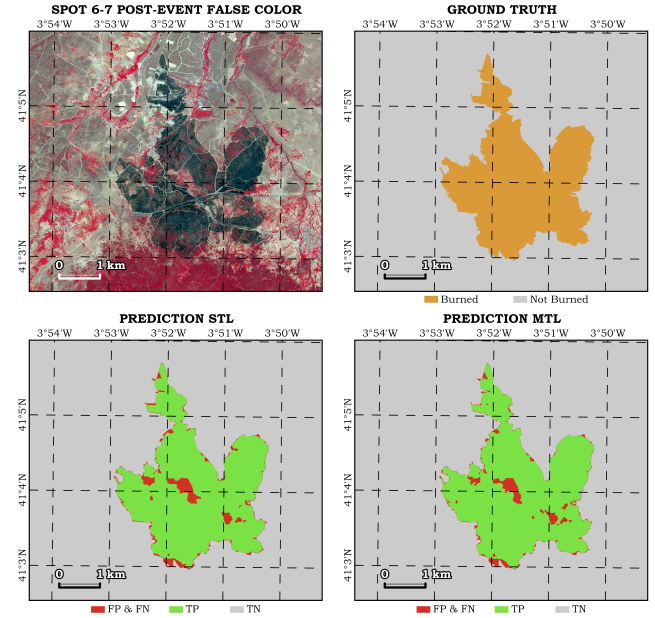 SPOT 6-7 POST-EVENT FALSE COLOR
GROUND TRUTH
3°54'W 3°53'W 3°52'W 3°51'W 3°50'W
3°54'W 3°53'W 3°52'W 3°51'W 3°50'W
41°5'N
41°4'N
41°3'N
0 1 km
41°5'N
41°4'N
41°3'N
0 1 km
Burned Not Burned
PREDICTION STL
PREDICTION MTL
3°54'W 3°53'W 3°52'W 3°51'W 3°50'W
3°54'W 3°53'W 3°52'W 3°51'W 3°50'W
41°5'N
41°4'N
41°3'N
0 1 km
41°5'N
41°4'N
41°3'N
0 1 km
FP & FN TP TN
FP & FN TP TN